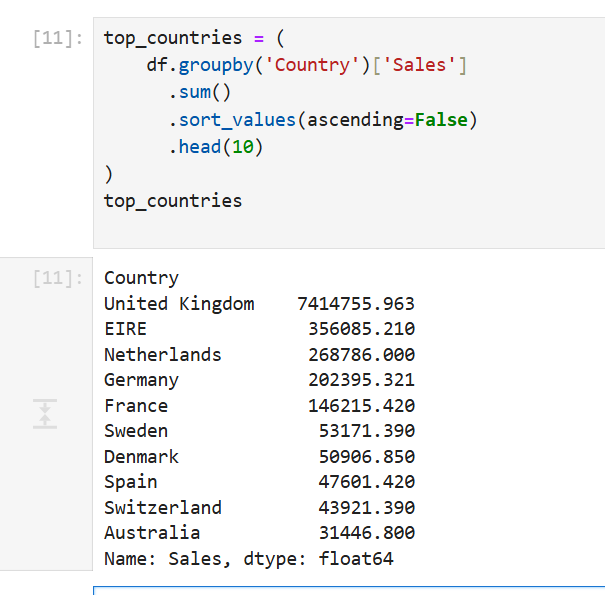 [11]:
top_countries = (
    df.groupby('Country')['Sales']
      .sum()
      .sort_values(ascending=False)
      .head(10)
)
top_countries
[11]:
Country
United Kingdom    7414755.963
EIRE               356085.210
Netherlands        268786.000
Germany            202395.321
France             146215.420
Sweden              53171.390
Denmark             50906.850
Spain               47601.420
Switzerland         43921.390
Australia           31446.800
Name: Sales, dtype: float64